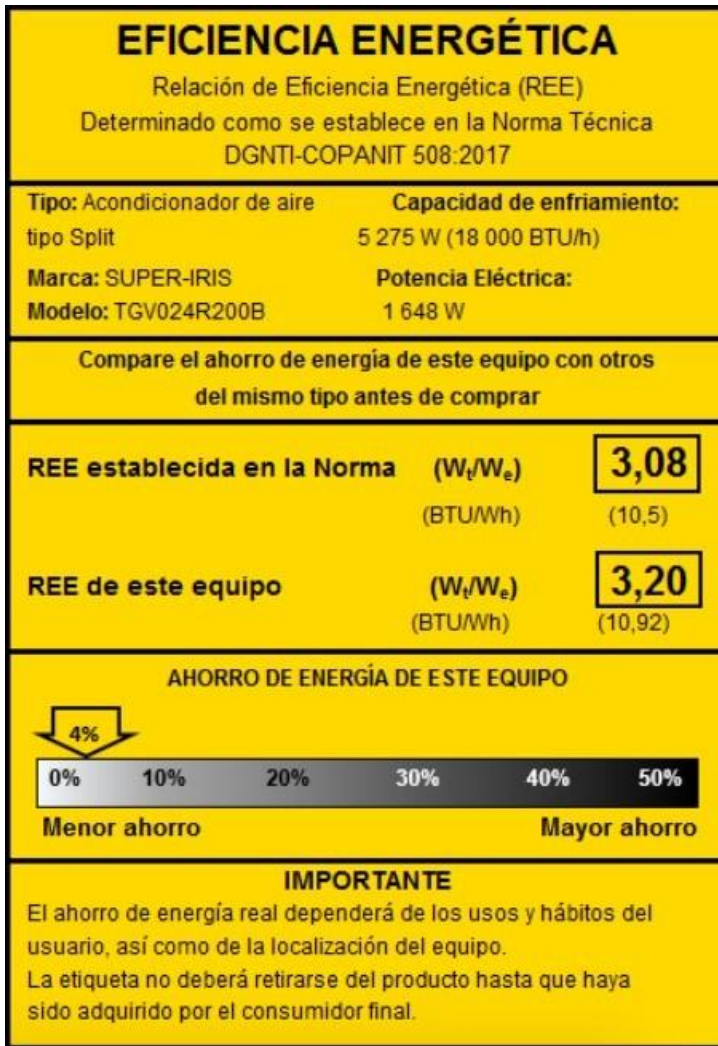 EFICIENCIA ENERGÉTICA
Relación de Eficiencia Energética (REE)
Determinado como se establece en la Norma Técnica
DGNTI-COPANIT 508:2017
Tipo: Acondicionador de aire
tipo Split
Capacidad de enfriamiento:
5 275 W (18 000 BTU/h)
Marca: SUPER-IRIS
Modelo: TGV024R200B
Potencia Eléctrica:
1 648 W
Compare el ahorro de energía de este equipo con otros
del mismo tipo antes de comprar
REE establecida en la Norma (Wt/We) 3,08
(BTU/Wh) (10,5)
REE de este equipo (Wt/We) 3,20
(BTU/Wh) (10,92)
AHORRO DE ENERGÍA DE ESTE EQUIPO
4%
0% 10% 20% 30% 40% 50%
Menor ahorro Mayor ahorro
IMPORTANTE
El ahorro de energía real dependerá de los usos y hábitos del
usuario, así como de la localización del equipo.
La etiqueta no deberá retirarse del producto hasta que haya
sido adquirido por el consumidor final.